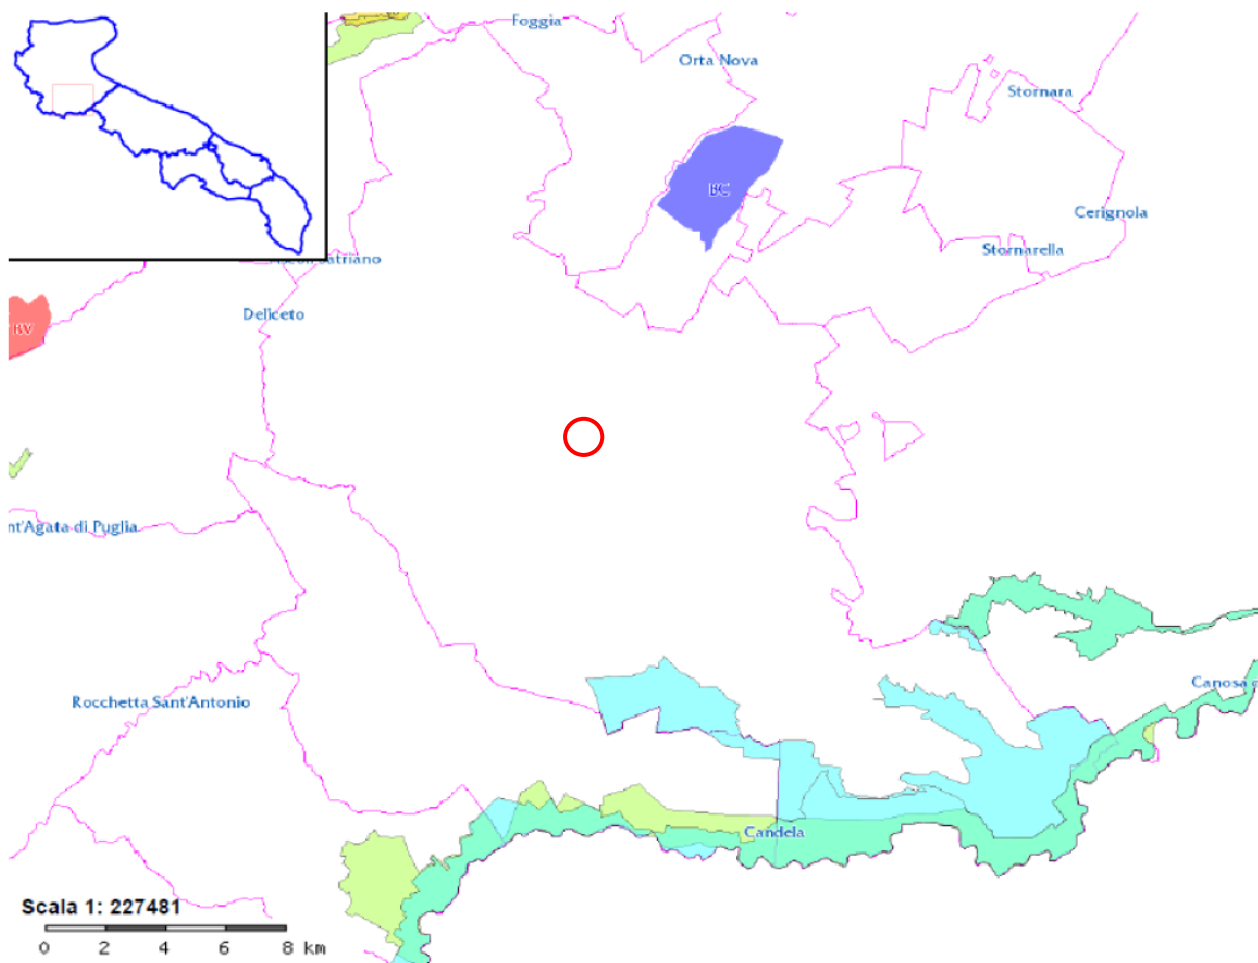 Foggia
Orta Nova
Stornara
BC
Cerignola
Stornarella
Satriano
Deliceto
BV
nt'Agata di Puglia
Rocchetta Sant'Antonio
Canosa
Candela
Scala 1: 227481
0 2 4 6 8 km